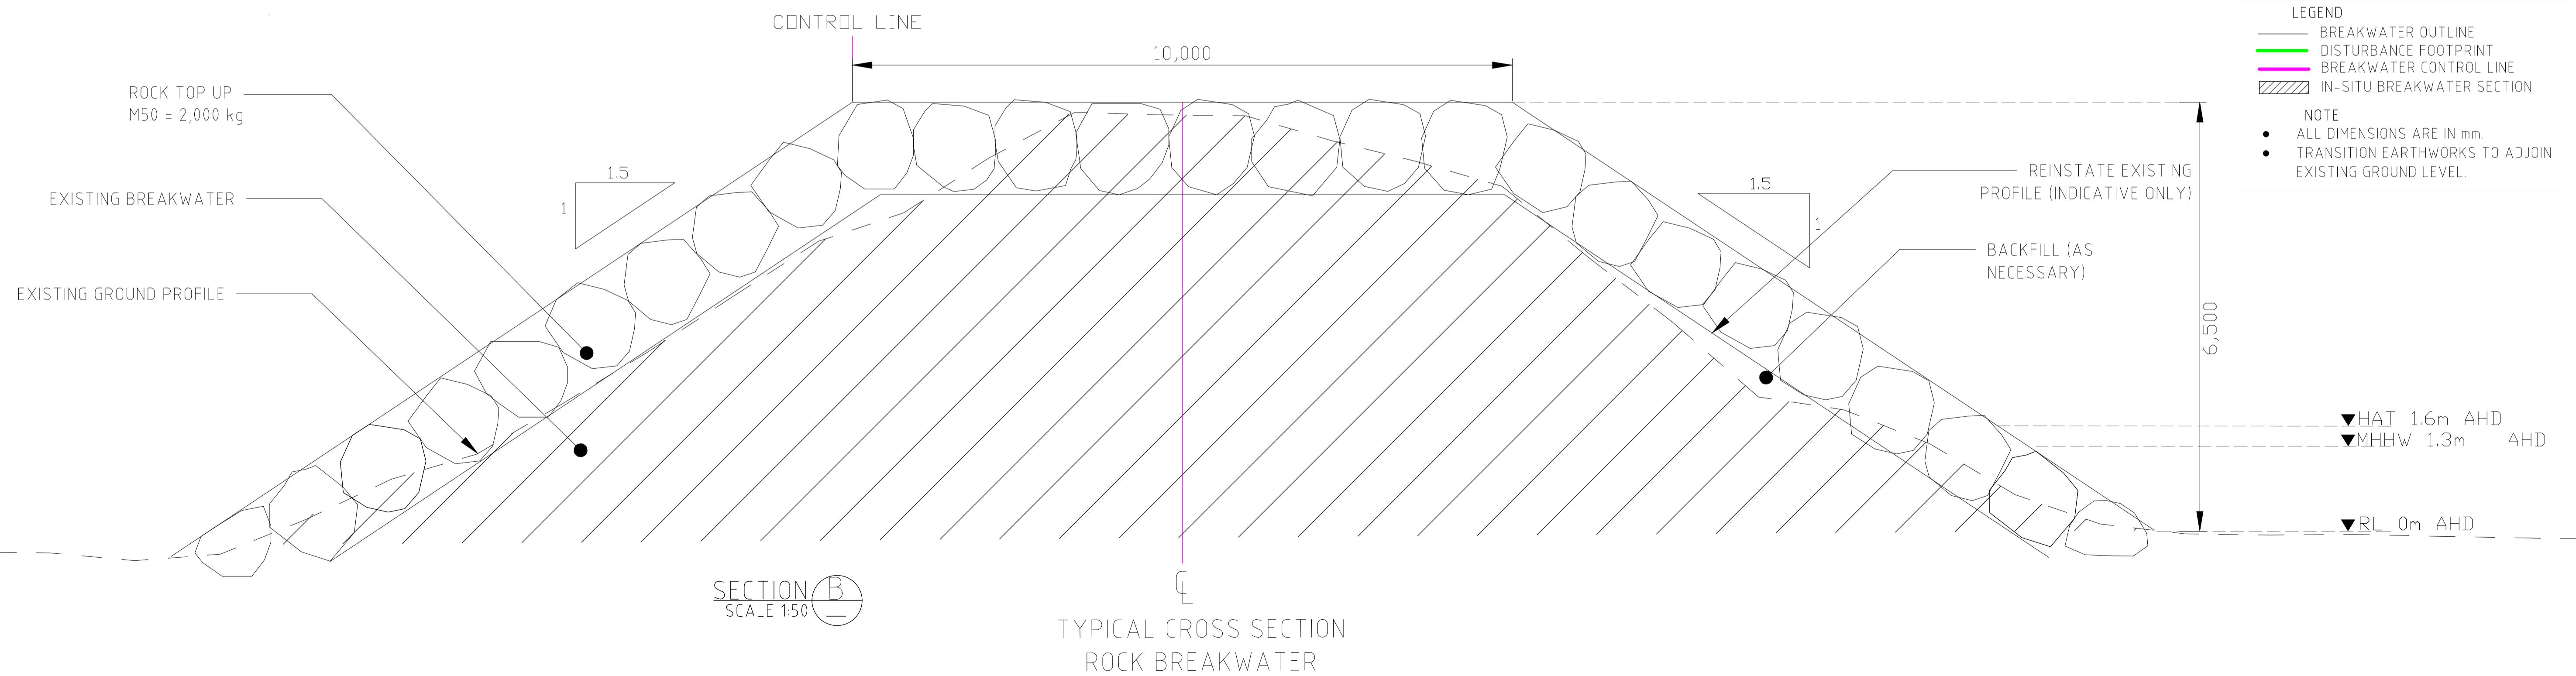 CONTROL LINE
10,000
ROCK TOP UP
M50 = 2,000 kg
1.5
1
EXISTING BREAKWATER
EXISTING GROUND PROFILE
1.5
1
REINSTATE EXISTING
PROFILE (INDICATIVE ONLY)
BACKFILL (AS
NECESSARY)
6,500
HAT 1.6m AHD
MHHW 1.3m AHD
RL 0m AHD
LEGEND
BREAKWATER OUTLINE
DISTURBANCE FOOTPRINT
BREAKWATER CONTROL LINE
IN-SITU BREAKWATER SECTION
NOTE
● ALL DIMENSIONS ARE IN mm.
● TRANSITION EARTHWORKS TO ADJOIN
EXISTING GROUND LEVEL.
SECTION B
SCALE 1:50 —
℄
TYPICAL CROSS SECTION
ROCK BREAKWATER